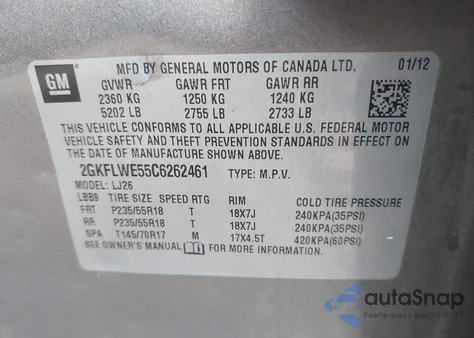 GM
MFD BY GENERAL MOTORS OF CANADA LTD. 01/12
GVWR GAWR FRT GAWR RR
2360 KG 1250 KG 1240 KG
5202 LB 2755 LB 2733 LB
THIS VEHICLE CONFORMS TO ALL APPLICABLE U.S. FEDERAL MOTOR
VEHICLE SAFETY AND THEFT PREVENTION STANDARDS IN EFFECT ON
THE DATE OF MANUFACTURE SHOWN ABOVE.
2GKFLWE55C6262461 TYPE: M.P.V.
MODEL: LJ26
LBB9 TIRE SIZE SPEED RTG RIM COLD TIRE PRESSURE
FRT P235/55R18 T 18X7J 240KPA(35PSI)
RR P235/55R18 T 18X7J 240KPA(35PSI)
SPA T145/70R17 M 17X4.5T 420KPA(60PSI)
SEE OWNER'S MANUAL FOR MORE INFORMATION.
autoSnap